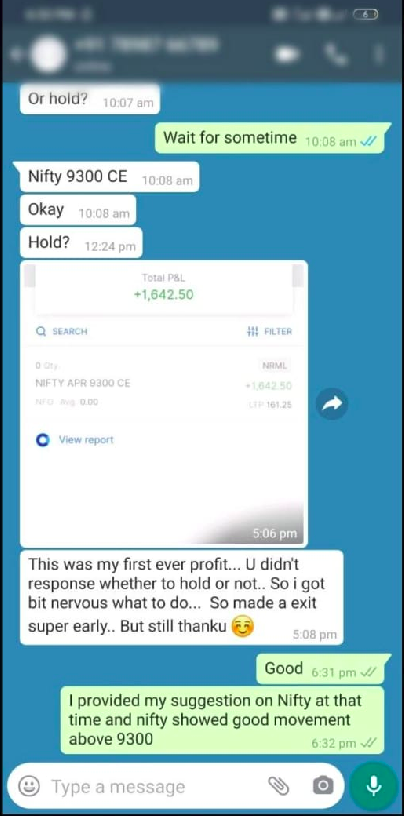 Or hold? 10:07 am
Wait for sometime 10:08 am
Nifty 9300 CE 10:08 am
Okay 10:08 am
Hold? 12:24 pm
Total P&L
+1,642.50
SEARCH FILTER
0 Qty. NRML
NIFTY APR 9300 CE +1,642.50
NFO Avg. 0.00 LTP 161.25
View report
5:06 pm
This was my first ever profit... U didn't
response whether to hold or not.. So i got
bit nervous what to do... So made a exit
super early.. But still thanku
5:08 pm
Good 6:31 pm
I provided my suggestion on Nifty at that
time and nifty showed good movement
above 9300
6:32 pm
Type a message